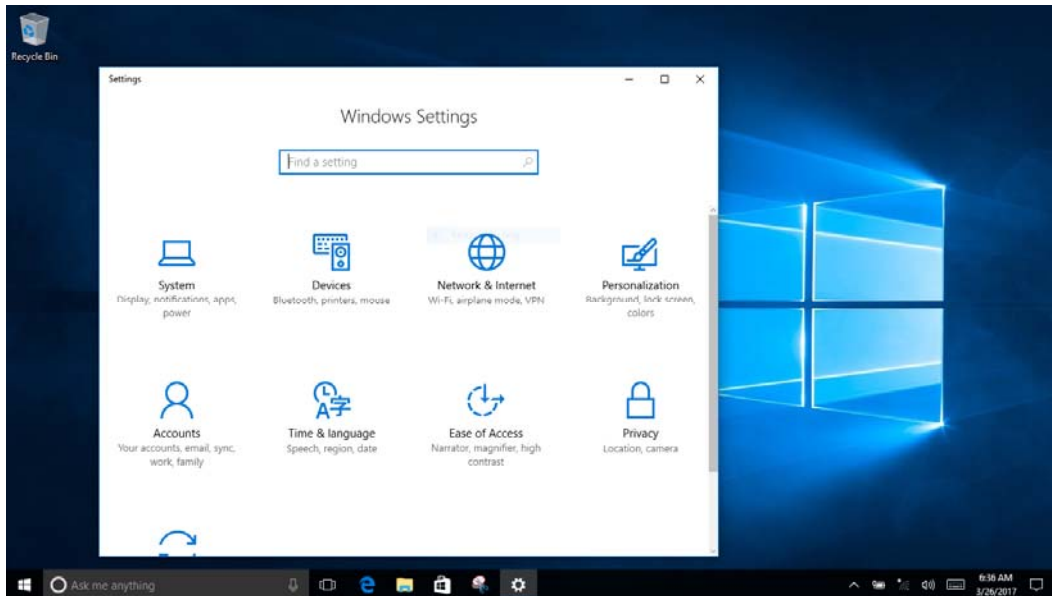 Recycle Bin
Settings
Windows Settings
Find a setting
System
Display, notifications, apps,
power
Devices
Bluetooth, printers, mouse
Network & Internet
Wi-Fi, airplane mode, VPN
Personalization
Background, lock screen,
colors
Accounts
Your accounts, email, sync,
work, family
Time & language
Speech, region, date
Ease of Access
Narrator, magnifier, high
contrast
Privacy
Location, camera
Ask me anything
6:36 AM
3/26/2017